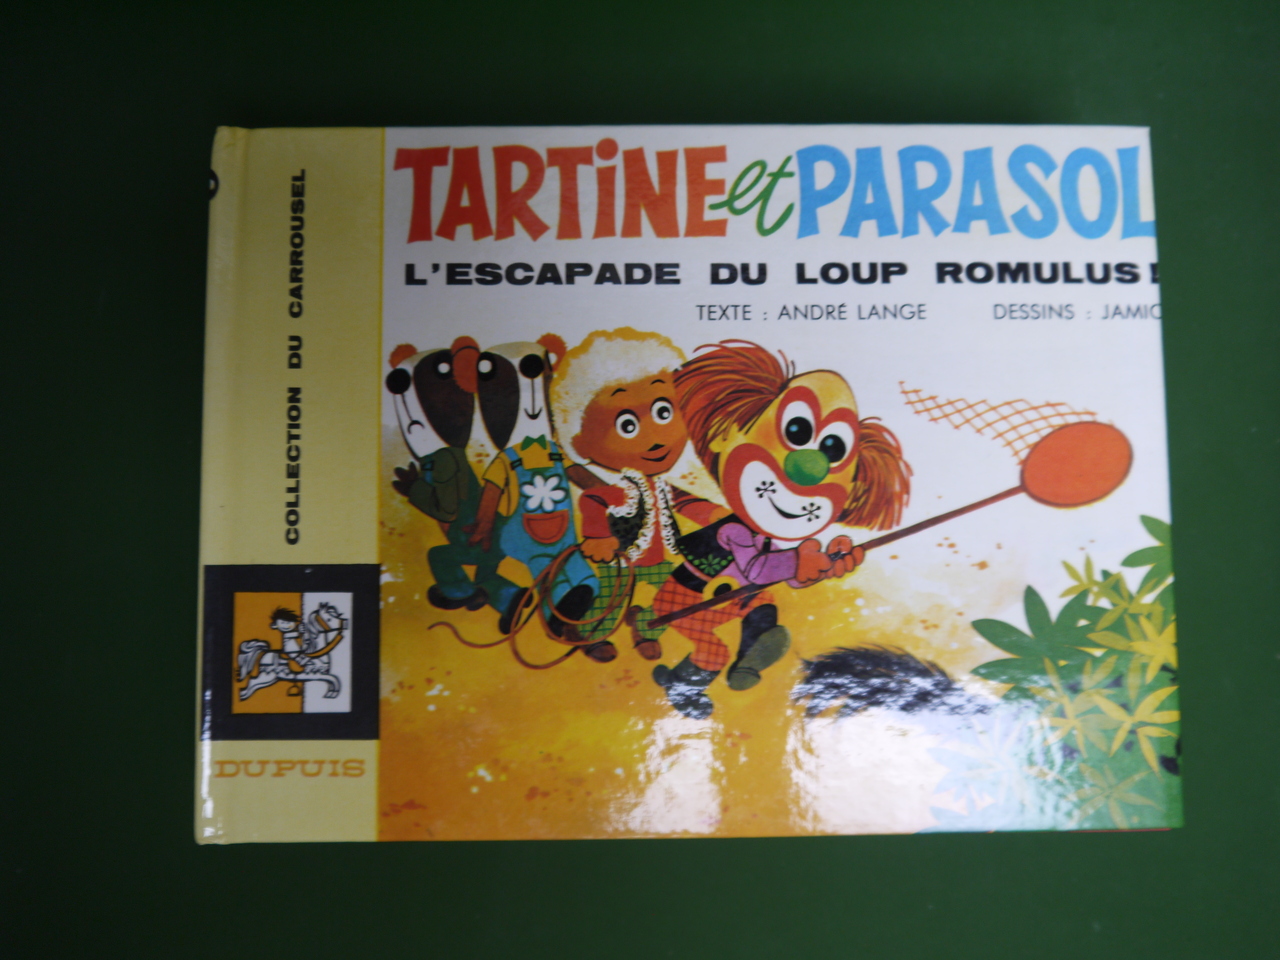 TARTINE et PARASOL
L'ESCAPADE DU LOUP ROMULUS!
TEXTE : ANDRÉ LANGE DESSINS : JAMIC
COLLECTION DU CARROUSEL
DUPUIS